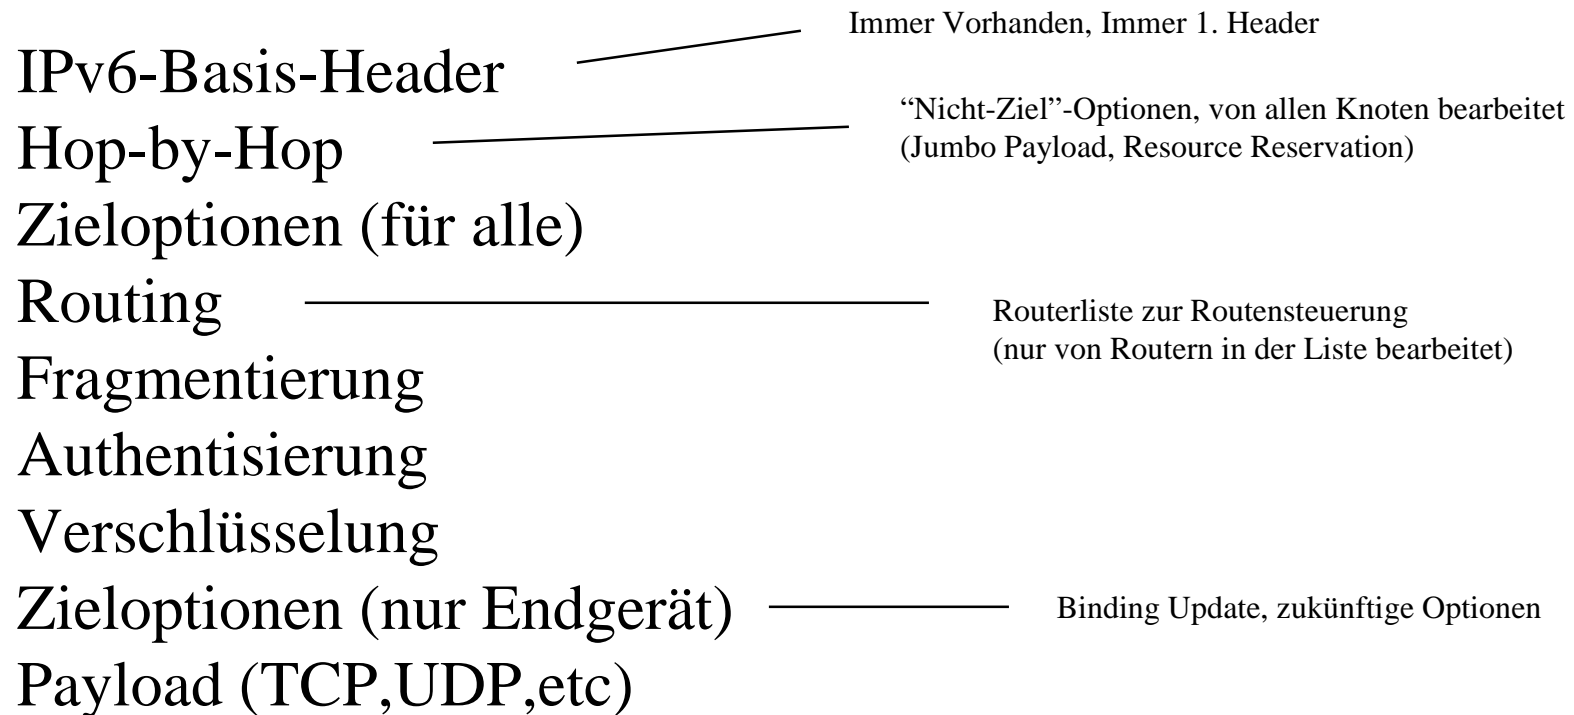 Immer Vorhanden, Immer 1. Header
IPv6-Basis-Header
“Nicht-Ziel”-Optionen, von allen Knoten bearbeitet
(Jumbo Payload, Resource Reservation)
Hop-by-Hop
Zieloptionen (für alle)
Routing
Routerliste zur Routensteuerung
(nur von Routern in der Liste bearbeitet)
Fragmentierung
Authentisierung
Verschlüsselung
Zieloptionen (nur Endgerät)
Binding Update, zukünftige Optionen
Payload (TCP,UDP,etc)